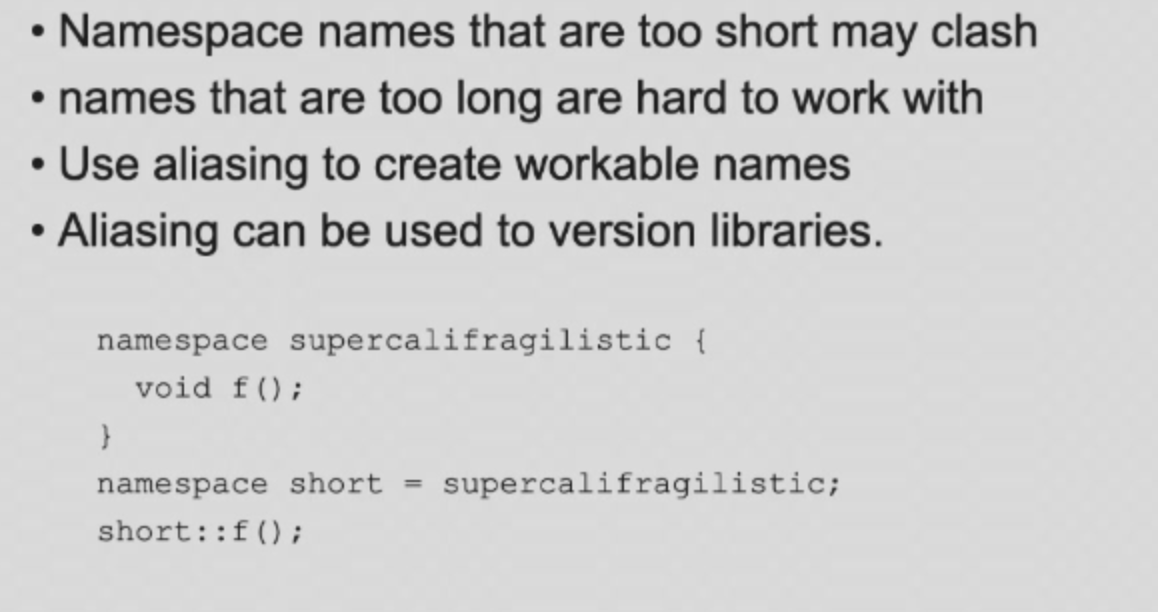 • Namespace names that are too short may clash
• names that are too long are hard to work with
• Use aliasing to create workable names
• Aliasing can be used to version libraries.
namespace supercalifragilistic {
  void f();
}
namespace short = supercalifragilistic;
short::f();